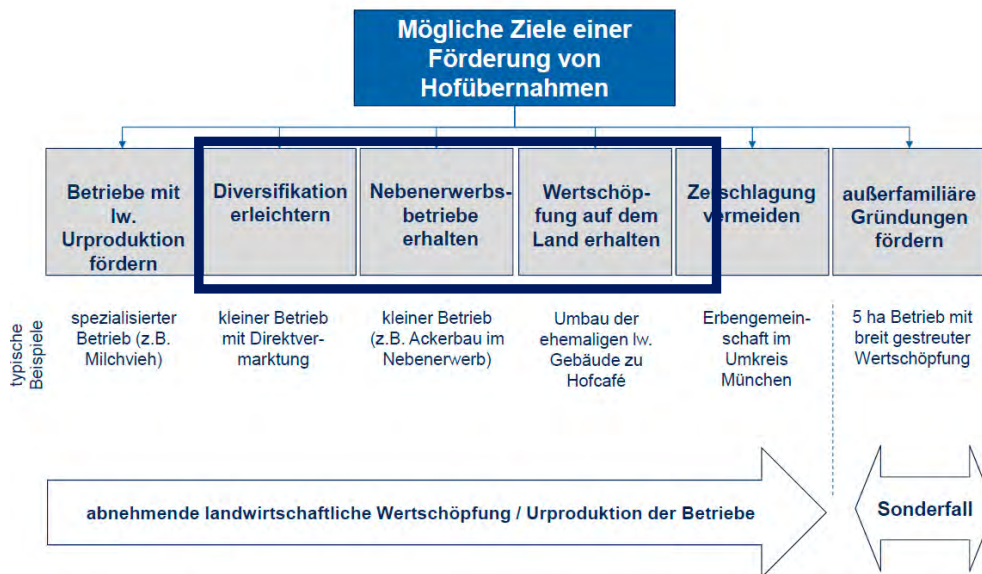 Mögliche Ziele einer
Förderung von
Hofübernahmen
Betriebe mit
lw.
Urproduktion
fördern
Diversifikation
erleichtern
Nebenerwerbs-
betriebe
erhalten
Wertschöp-
fung auf dem
Land erhalten
Zerschlagung
vermeiden
außerfamiliäre
Gründungen
fördern
typische
Beispiele
spezialisierter
Betrieb (z.B.
Milchvieh)
kleiner Betrieb
mit Direktver-
marktung
kleiner Betrieb
(z.B. Ackerbau im
Nebenerwerb)
Umbau der
ehemaligen lw.
Gebäude zu
Hofcafé
Erbengemein-
schaft im
Umkreis
München
5 ha Betrieb mit
breit gestreuter
Wertschöpfung
abnehmende landwirtschaftliche Wertschöpfung / Urproduktion der Betriebe
Sonderfall